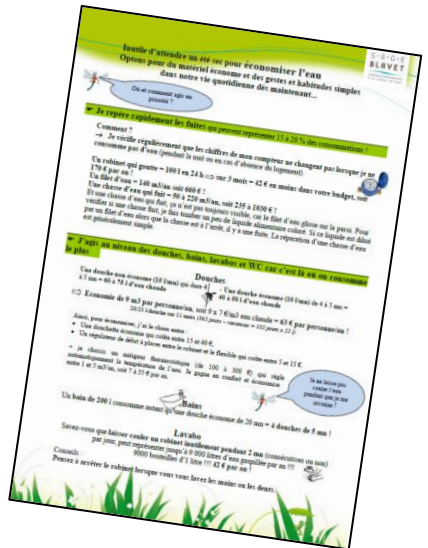 SAGE
BLAVET
Inutile d'attendre un été sec pour économiser l'eau
Optons pour du matériel économe et des gestes et habitudes simples
dans notre vie quotidienne dès maintenant...
Où et comment agir en
priorité ?
Je repère rapidement les fuites qui peuvent représenter 15 à 20 % des consommations !
Comment ?
→ Je vérifie régulièrement que les chiffres de mon compteur ne changent pas lorsque je ne
consomme pas d'eau (pendant la nuit ou en cas d'absence du logement).
Un robinet qui goutte = 100 l en 24 h => sur 3 mois = 42 € en moins dans votre budget, soit
170 € par an !
Un filet d'eau = 140 m3/an soit 660 € !
Une chasse d'eau qui fuit = 50 à 220 m3/an, soit 235 à 1030 € !
Et une chasse d'eau qui fuit, ça n'est pas toujours visible, car le filet d'eau glisse sur la paroi. Pour
vérifier si une chasse fuit, je fais tomber un peu de liquide alimentaire coloré. Si ce liquide est dilué
par un filet d'eau alors que la chasse est à l'arrêt, il y a une fuite. La réparation d'une chasse d'eau
est généralement simple.
J'agis au niveau des douches, bains, lavabos et WC car c'est là où on consomme
le plus
Douches
Une douche non économe (16 l/mn) qui dure 4
à 5 mn = 60 à 75 l d'eau chaude
- Une douche économe (10 l/mn) de 4 à 5 mn =
40 à 50 l d'eau chaude
⇨ Economie de 9 m3 par personne/an, soit 9 x 7 €/m3 eau chaude = 63 € par personne/an !
Ainsi, pour économiser, j'ai le choix entre :
• Une douchette économe qui coûte entre 15 et 40 €,
• Un régulateur de débit à placer entre le robinet et le flexible qui coûte entre 5 et 15 €.
+ je choisis un mitigeur thermostatique (de 100 à 300 €) qui règle
automatiquement la température de l'eau. Je gagne en confort et économise
entre 1 et 5 m3/an, soit 7 à 35 € par an.
Je ne laisse pas
couler l'eau
pendant que je me
savonne !
Bains
Un bain de 200 l consomme autant qu'une douche économe de 20 mn = 4 douches de 5 mn !
Lavabo
Savez-vous que laisser couler un robinet inutilement pendant 2 mn (consécutives ou non)
par jour, peut représenter jusqu'à 9 000 litres d'eau gaspillée par an !!!
9000 bouteilles d'1 litre !!! 42 € par an !
Conseils :
Pensez à arrêter le robinet lorsque vous vous lavez les mains ou les dents.